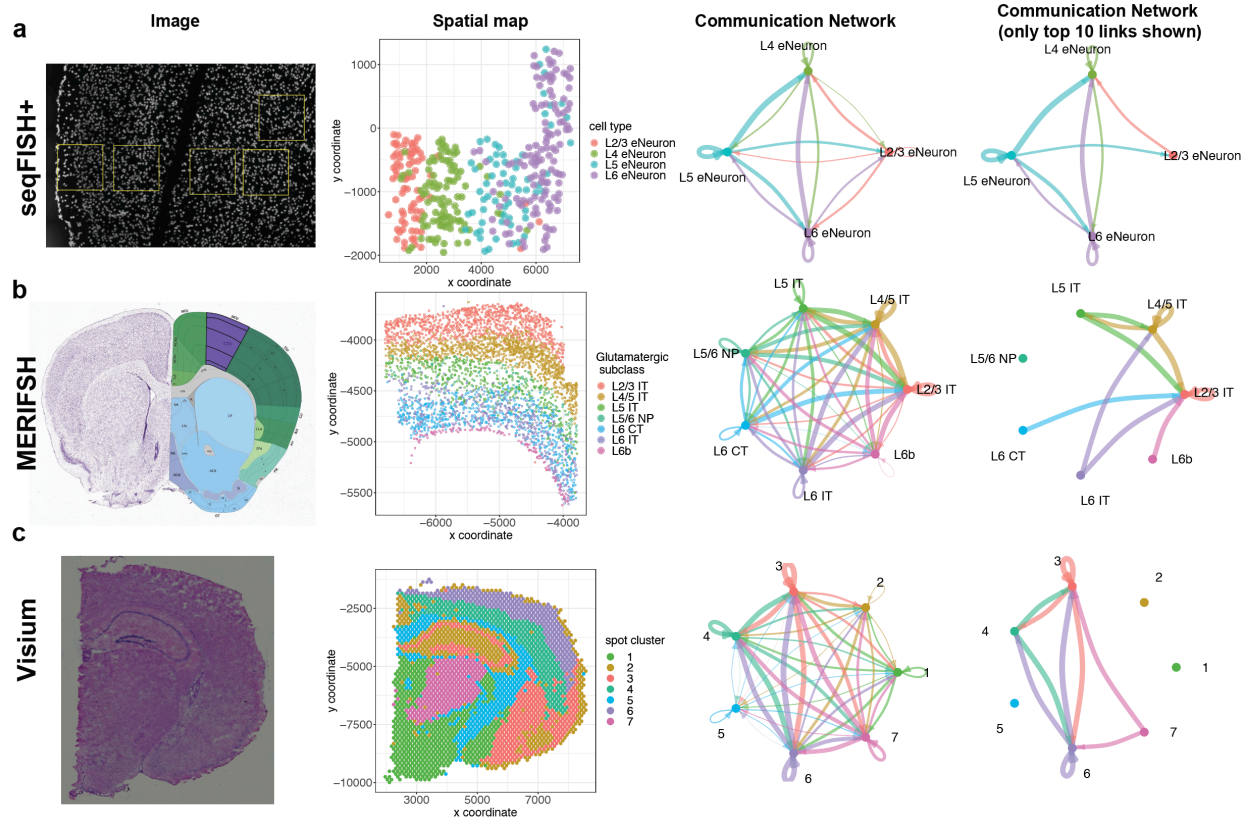 Image
Spatial map
Communication Network
Communication Network
(only top 10 links shown)
a
seqFISH+
1000
0
−1000
−2000
y coordinate
2000
4000
6000
x coordinate
cell type
L2/3 eNeuron
L4 eNeuron
L5 eNeuron
L6 eNeuron
L4 eNeuron
L2/3 eNeuron
L5 eNeuron
L6 eNeuron
L4 eNeuron
L2/3 eNeuron
L5 eNeuron
L6 eNeuron
b
MERIFISH
−4000
−4500
−5000
−5500
y coordinate
−6000
−5000
−4000
x coordinate
Glutamatergic
subclass
L2/3 IT
L4/5 IT
L5 IT
L5/6 NP
L6 CT
L6 IT
L6b
L5 IT
L4/5 IT
L5/6 NP
L2/3 IT
L6 CT
L6b
L6 IT
L5 IT
L4/5 IT
L5/6 NP
L2/3 IT
L6 CT
L6b
L6 IT
c
Visium
−2500
−5000
−7500
−10000
y coordinate
3000
5000
7000
x coordinate
spot cluster
1
2
3
4
5
6
7
3
2
4
1
5
7
6
3
2
4
1
5
7
6